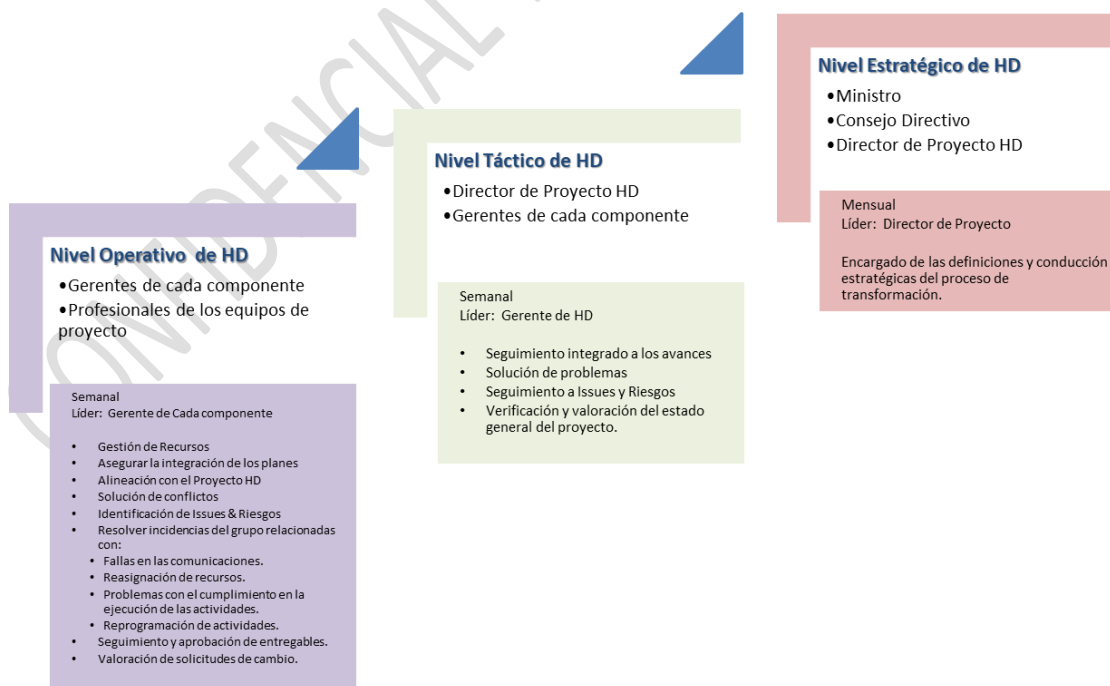 CONFIDENCIAL
Nivel Estratégico de HD
•Ministro
•Consejo Directivo
•Director de Proyecto HD
Mensual
Líder: Director de Proyecto
Encargado de las definiciones y conducción
estratégicas del proceso de
transformación.
Nivel Táctico de HD
•Director de Proyecto HD
•Gerentes de cada componente
Semanal
Líder: Gerente de HD
• Seguimiento integrado a los avances
• Solución de problemas
• Seguimiento a Issues y Riesgos
• Verificación y valoración del estado
general del proyecto.
Nivel Operativo de HD
•Gerentes de cada componente
•Profesionales de los equipos de
proyecto
Semanal
Líder: Gerente de Cada componente
• Gestión de Recursos
• Asegurar la integración de los planes
• Alineación con el Proyecto HD
• Solución de conflictos
• Identificación de Issues & Riesgos
• Resolver incidencias del grupo relacionadas
con:
• Fallas en las comunicaciones.
• Reasignación de recursos.
• Problemas con el cumplimiento en la
ejecución de las actividades.
• Reprogramación de actividades.
• Seguimiento y aprobación de entregables.
• Valoración de solicitudes de cambio.